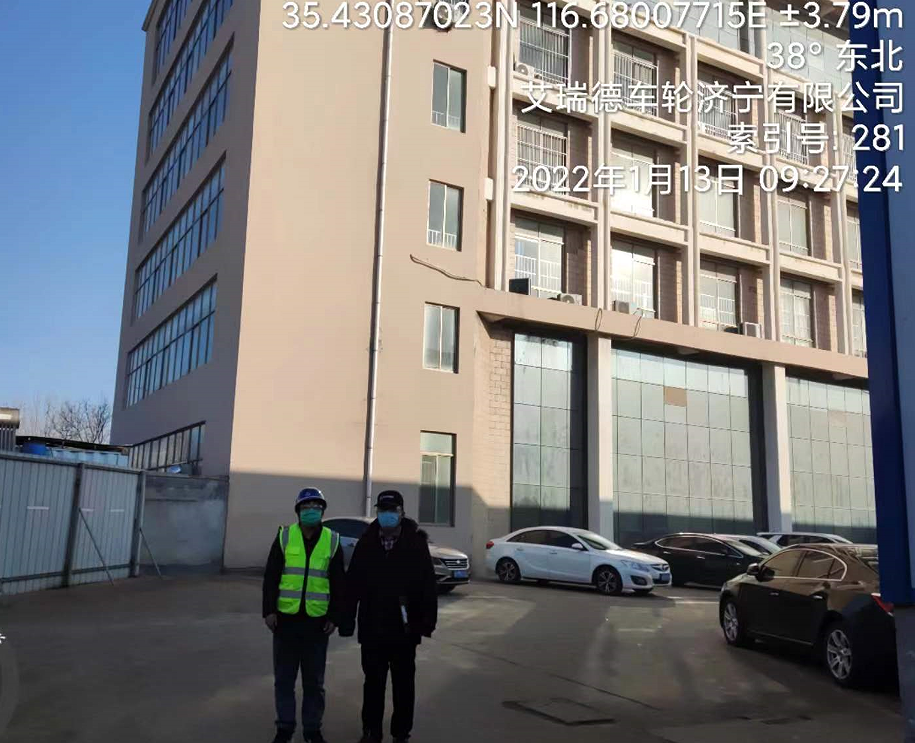 35.43087023N 116.68007715E ±3.79m
38° 东北
艾瑞德车轮济宁有限公司
索引号: 281
2022年1月13日 09:27:24